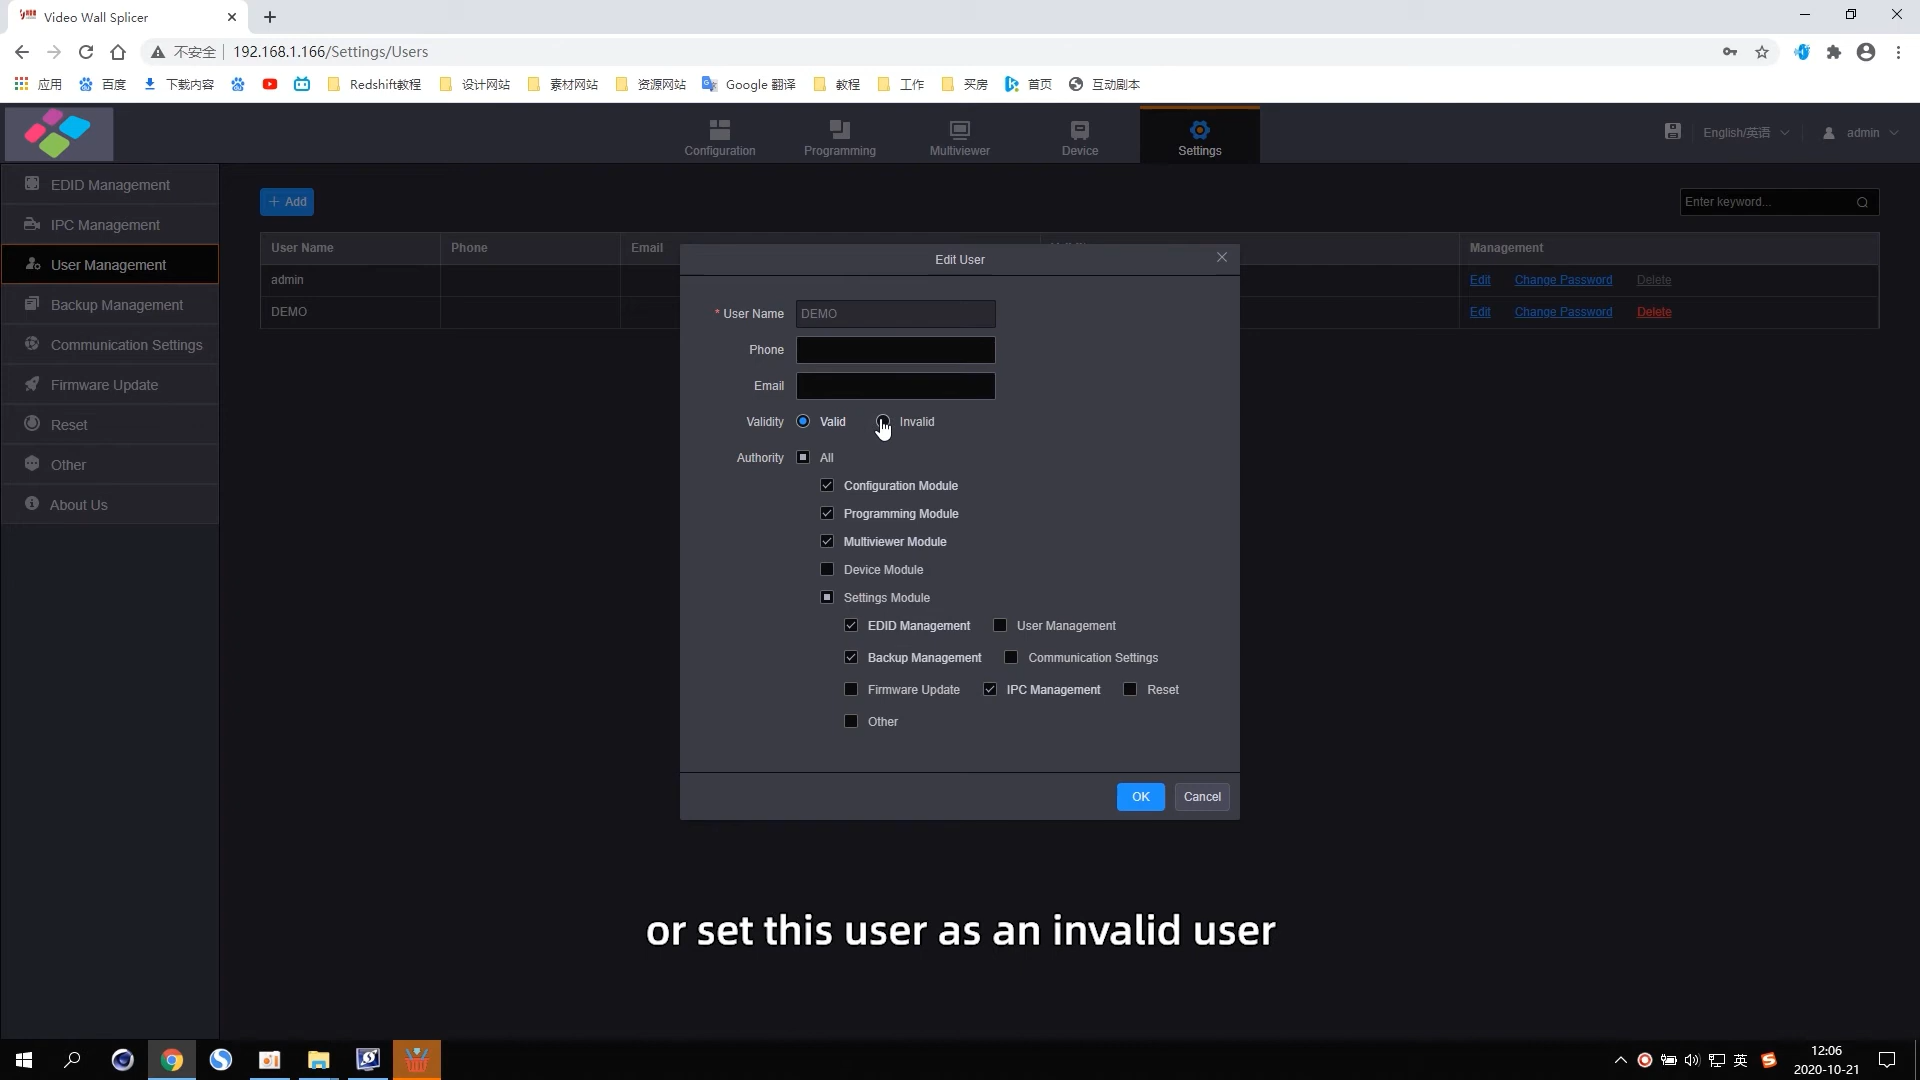 Video Wall Splicer
不安全 | 192.168.1.166/Settings/Users
应用 百度 下载内容 Redshift教程 设计网站 素材网站 资源网站 Google 翻译 教程 工作 买房 首页 互动剧本
Configuration Programming Multiviewer Device Settings
English/英语 admin
EDID Management
IPC Management
User Management
Backup Management
Communication Settings
Firmware Update
Reset
Other
About Us
+ Add
Enter keyword...
User Name Phone Email Management
admin Edit Change Password Delete
DEMO Edit Change Password Delete
Edit User
* User Name DEMO
Phone
Email
Validity Valid Invalid
Authority All
Configuration Module
Programming Module
Multiviewer Module
Device Module
Settings Module
EDID Management User Management
Backup Management Communication Settings
Firmware Update IPC Management Reset
Other
OK Cancel
or set this user as an invalid user
英
12:06
2020-10-21